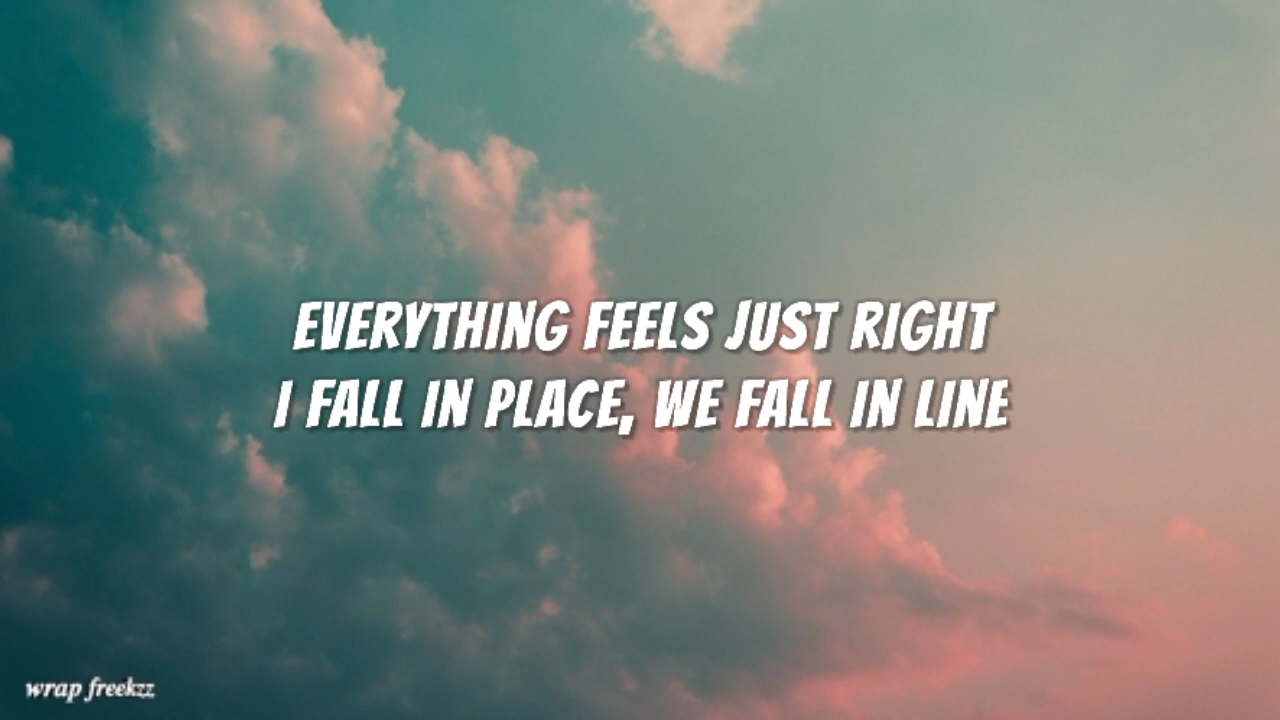 EVERYTHING FEELS JUST RIGHT
I FALL IN PLACE, WE FALL IN LINE
wrap freekzz